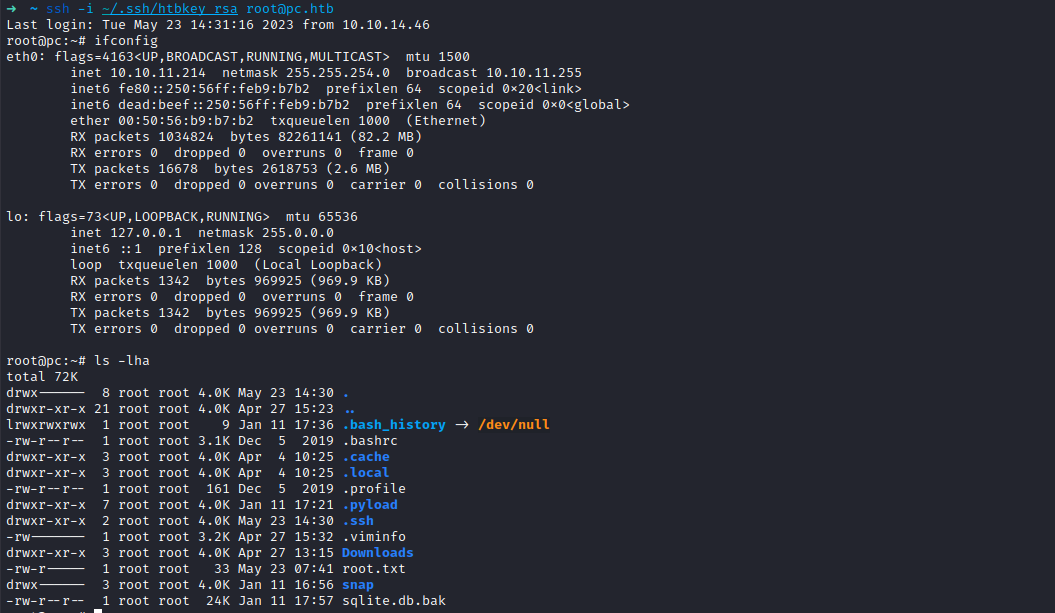 → ~ ssh -i ~/.ssh/htbkey_rsa root@pc.htb
Last login: Tue May 23 14:31:16 2023 from 10.10.14.46
root@pc:~# ifconfig
eth0: flags=4163<UP,BROADCAST,RUNNING,MULTICAST>  mtu 1500
        inet 10.10.11.214  netmask 255.255.254.0  broadcast 10.10.11.255
        inet6 fe80::250:56ff:feb9:b7b2  prefixlen 64  scopeid 0×20<link>
        inet6 dead:beef::250:56ff:feb9:b7b2  prefixlen 64  scopeid 0×0<global>
        ether 00:50:56:b9:b7:b2  txqueuelen 1000  (Ethernet)
        RX packets 1034824  bytes 82261141 (82.2 MB)
        RX errors 0  dropped 0  overruns 0  frame 0
        TX packets 16678  bytes 2618753 (2.6 MB)
        TX errors 0  dropped 0 overruns 0  carrier 0  collisions 0
lo: flags=73<UP,LOOPBACK,RUNNING>  mtu 65536
        inet 127.0.0.1  netmask 255.0.0.0
        inet6 ::1  prefixlen 128  scopeid 0×10<host>
        loop  txqueuelen 1000  (Local Loopback)
        RX packets 1342  bytes 969925 (969.9 KB)
        RX errors 0  dropped 0  overruns 0  frame 0
        TX packets 1342  bytes 969925 (969.9 KB)
        TX errors 0  dropped 0 overruns 0  carrier 0  collisions 0
root@pc:~# ls -lha
total 72K
drwx------  8 root root 4.0K May 23 14:30 .
drwxr-xr-x 21 root root 4.0K Apr 27 15:23 ..
lrwxrwxrwx  1 root root    9 Jan 11 17:36 .bash_history → /dev/null
-rw-r--r--  1 root root 3.1K Dec  5  2019 .bashrc
drwxr-xr-x  3 root root 4.0K Apr  4 10:25 .cache
drwxr-xr-x  3 root root 4.0K Apr  4 10:25 .local
-rw-r--r--  1 root root  161 Dec  5  2019 .profile
drwxr-xr-x  7 root root 4.0K Jan 11 17:21 .pyload
drwxr-xr-x  2 root root 4.0K May 23 14:30 .ssh
-rw-------  1 root root 3.2K Apr 27 15:32 .viminfo
drwxr-xr-x  3 root root 4.0K Apr 27 13:15 Downloads
-rw-r-----  1 root root   33 May 23 07:41 root.txt
drwx------  3 root root 4.0K Jan 11 16:56 snap
-rw-r--r--  1 root root  24K Jan 11 17:57 sqlite.db.bak